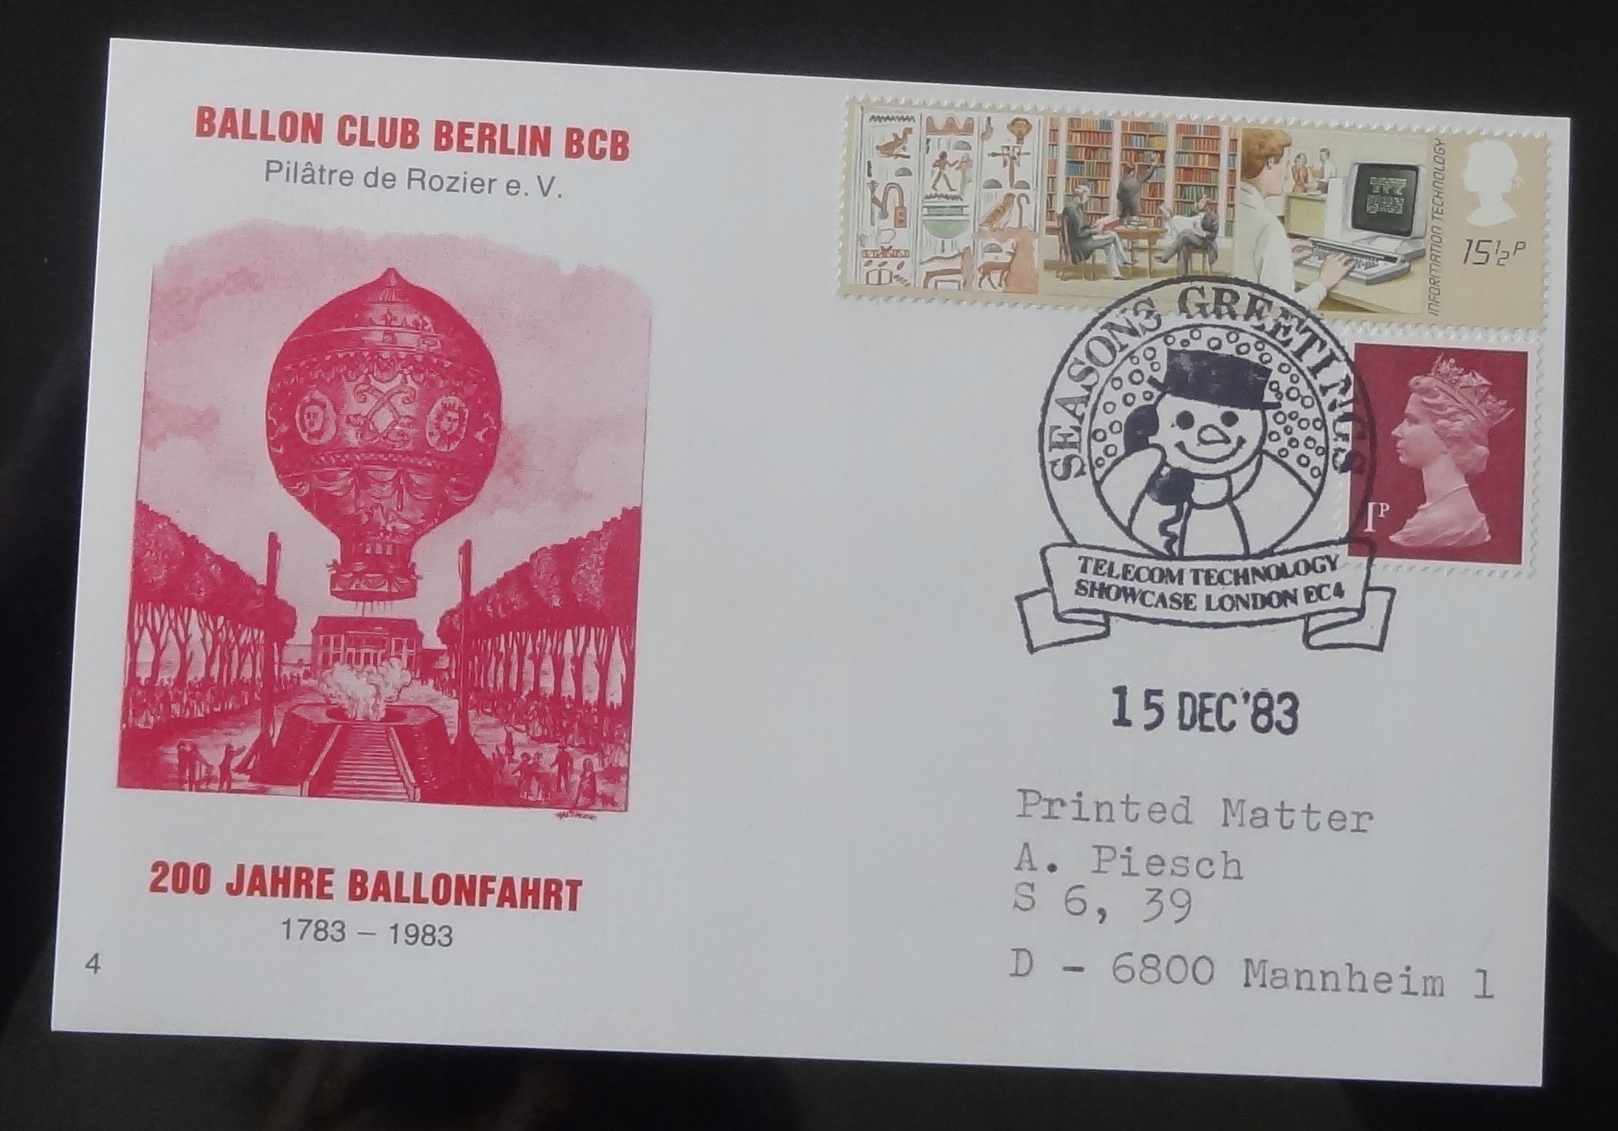 BALLON CLUB BERLIN BCB
Pilâtre de Rozier e. V.
200 JAHRE BALLONFAHRT
1783 – 1983
4
INFORMATION TECHNOLOGY
15½P
1P
SEASONS GREETINGS
TELECOM TECHNOLOGY
SHOWCASE LONDON EC4
15 DEC'83
Printed Matter
A. Piesch
S 6, 39
D - 6800 Mannheim 1